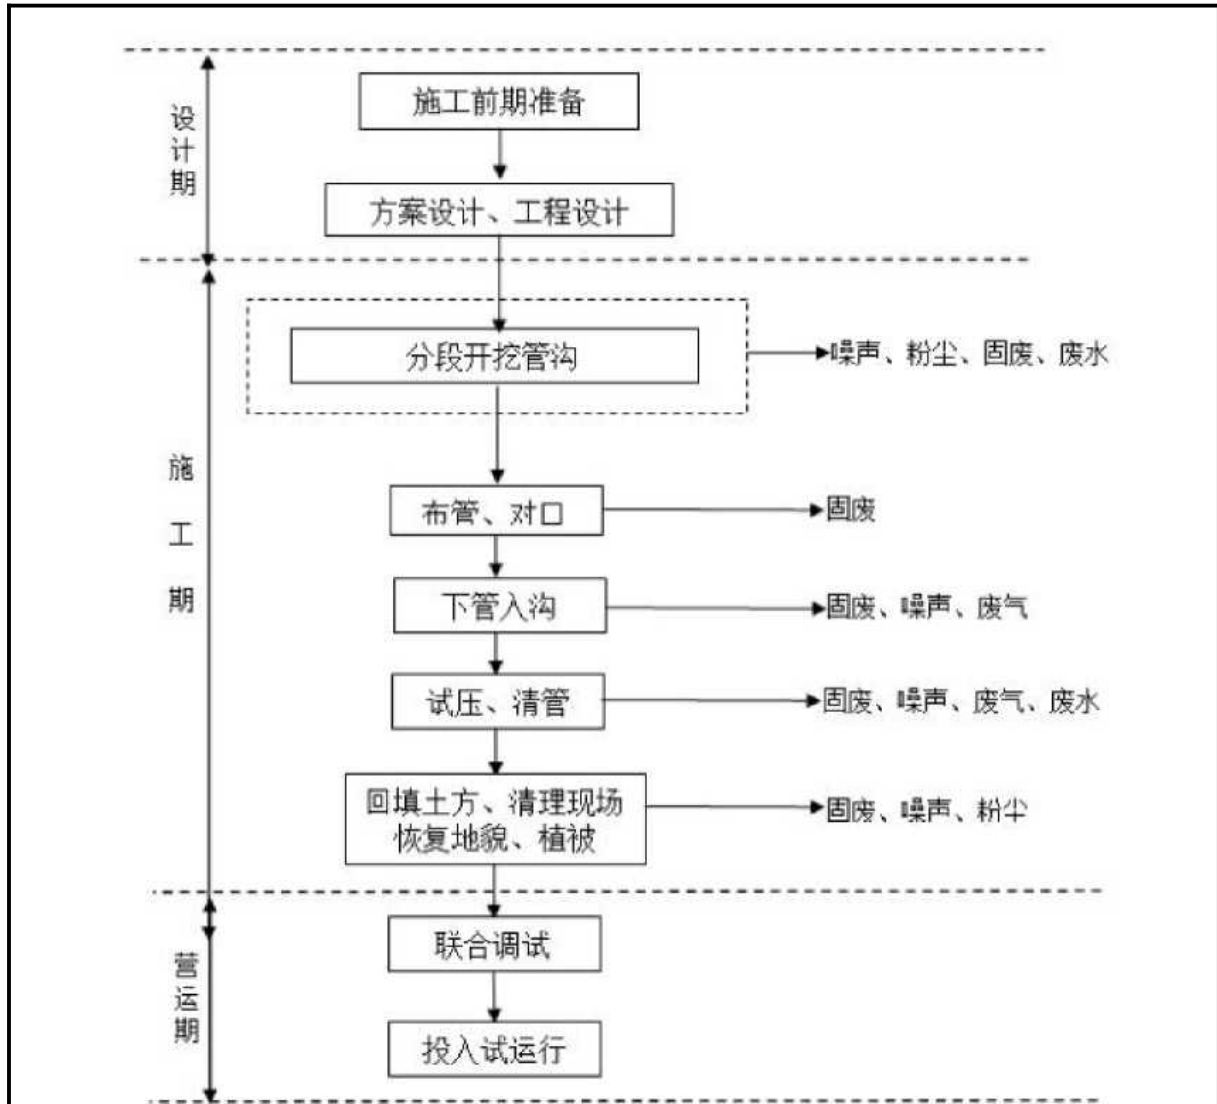 设计期
施工前期准备
方案设计、工程设计
施工期
分段开挖管沟
噪声、粉尘、固废、废水
布管、对口
固废
下管入沟
固废、噪声、废气
试压、清管
固废、噪声、废气、废水
回填土方、清理现场
恢复地貌、植被
固废、噪声、粉尘
营运期
联合调试
投入试运行